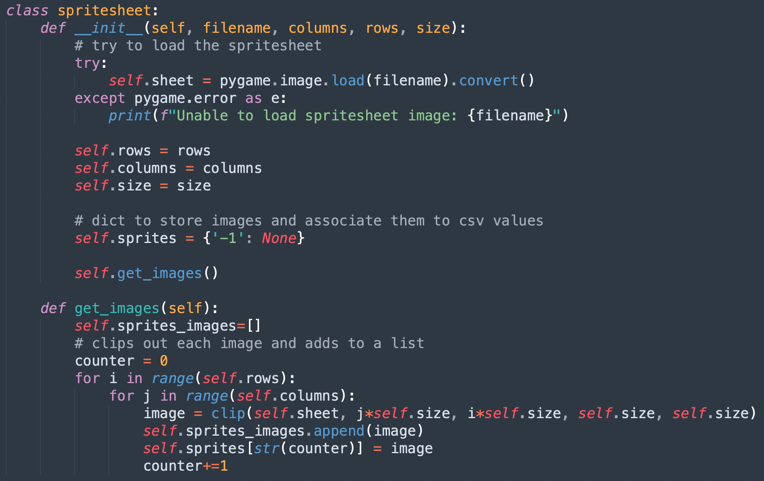 class spritesheet:
    def __init__(self, filename, columns, rows, size):
        # try to load the spritesheet
        try:
            self.sheet = pygame.image.load(filename).convert()
        except pygame.error as e:
            print(f"Unable to load spritesheet image: {filename}")

        self.rows = rows
        self.columns = columns
        self.size = size

        # dict to store images and associate them to csv values
        self.sprites = {'-1': None}

        self.get_images()

    def get_images(self):
        self.sprites_images=[]
        # clips out each image and adds to a list
        counter = 0
        for i in range(self.rows):
            for j in range(self.columns):
                image = clip(self.sheet, j*self.size, i*self.size, self.size, self.size)
                self.sprites_images.append(image)
                self.sprites[str(counter)] = image
                counter+=1